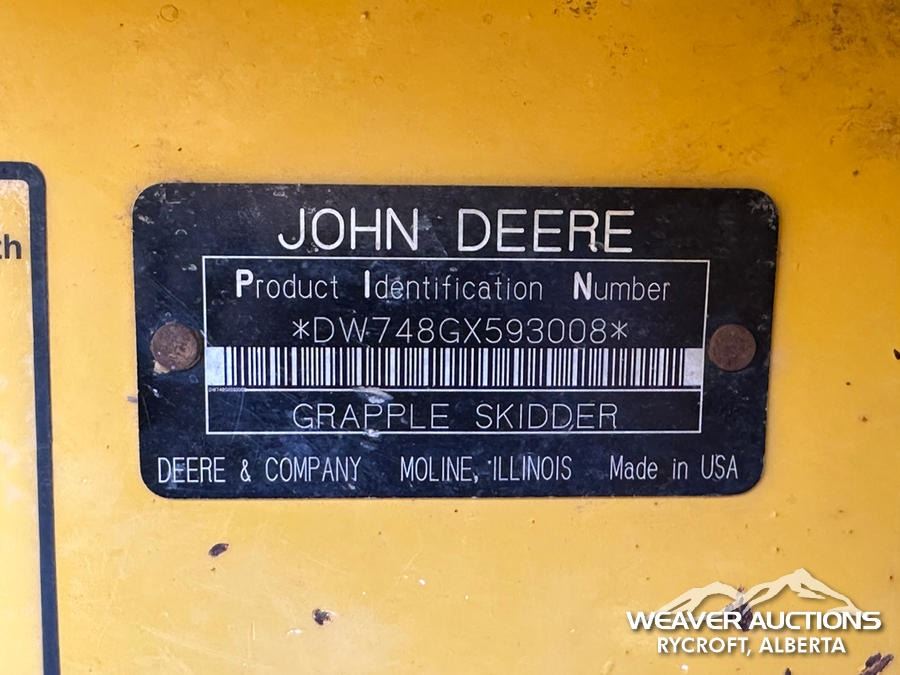 th
JOHN DEERE
Product Identification Number
*DW748GX593008*
GRAPPLE SKIDDER
DEERE & COMPANY MOLINE, ILLINOIS Made in USA
WEAVER AUCTIONS
RYCROFT, ALBERTA